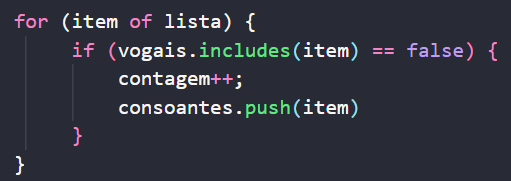 for (item of lista) {
if (vogais.includes(item) == false) {
contagem++;
consoantes.push(item)
}
}